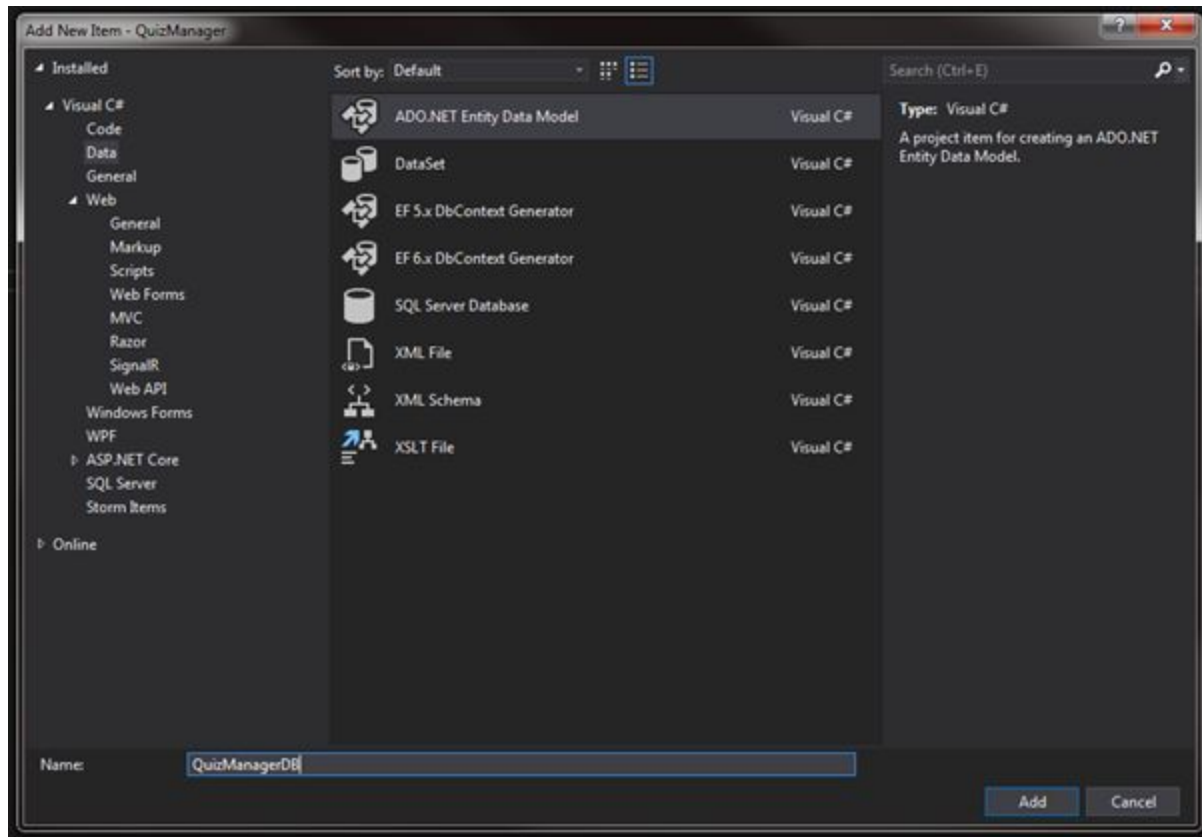 Add New Item - QuizManager
Installed
Visual C#
Code
Data
General
Web
General
Markup
Scripts
Web Forms
MVC
Razor
SignalR
Web API
Windows Forms
WPF
ASP.NET Core
SQL Server
Storm Items
Online
Sort by: Default
ADO.NET Entity Data Model Visual C#
DataSet Visual C#
EF 5.x DbContext Generator Visual C#
EF 6.x DbContext Generator Visual C#
SQL Server Database Visual C#
XML File Visual C#
XML Schema Visual C#
XSLT File Visual C#
Search (Ctrl+E)
Type: Visual C#
A project item for creating an ADO.NET
Entity Data Model.
Name: QuizManagerDB
Add Cancel